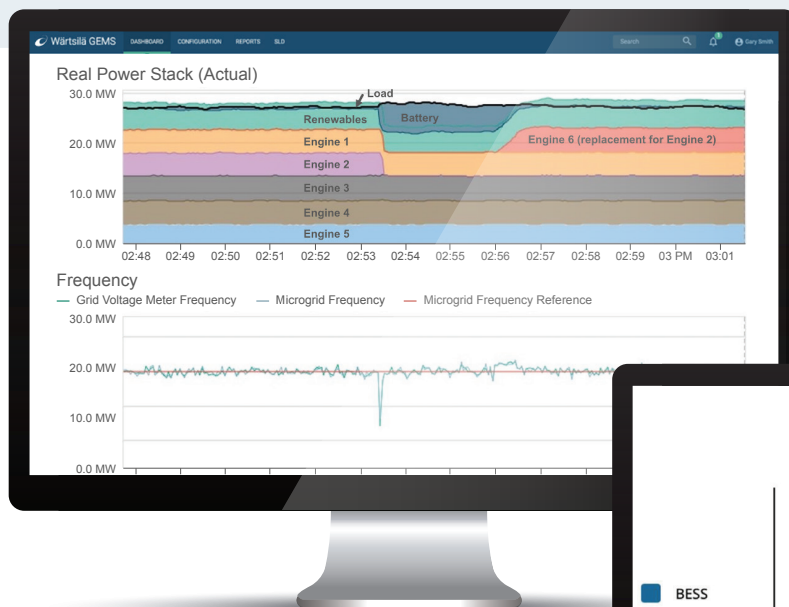 Wärtsilä GEMS DASHBOARD CONFIGURATION REPORTS SLD Search 1 Gary Smith
Real Power Stack (Actual)
Load
30.0 MW
Renewables Battery
Engine 1 Engine 6 (replacement for Engine 2)
20.0 MW
Engine 2
Engine 3
10.0 MW
Engine 4
Engine 5
0.0 MW
02:48 02:49 02:50 02:51 02:52 02:53 02:54 02:55 02:56 02:57 02:58 02:59 03 PM 03:01
Frequency
Grid Voltage Meter Frequency Microgrid Frequency Microgrid Frequency Reference
30.0 MW
20.0 MW
10.0 MW
0.0 MW
BESS